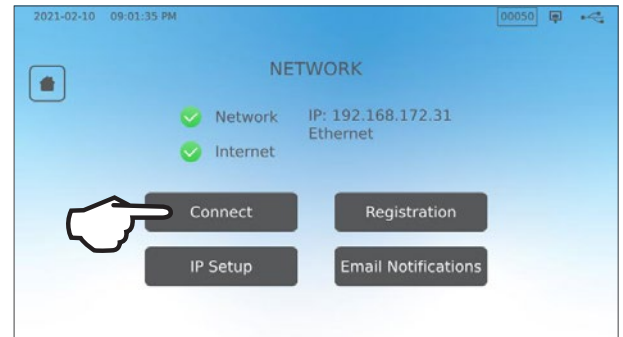 2021-02-10 09:01:35 PM 00050
NETWORK
Network IP: 192.168.172.31
Ethernet
Internet
Connect Registration
IP Setup Email Notifications